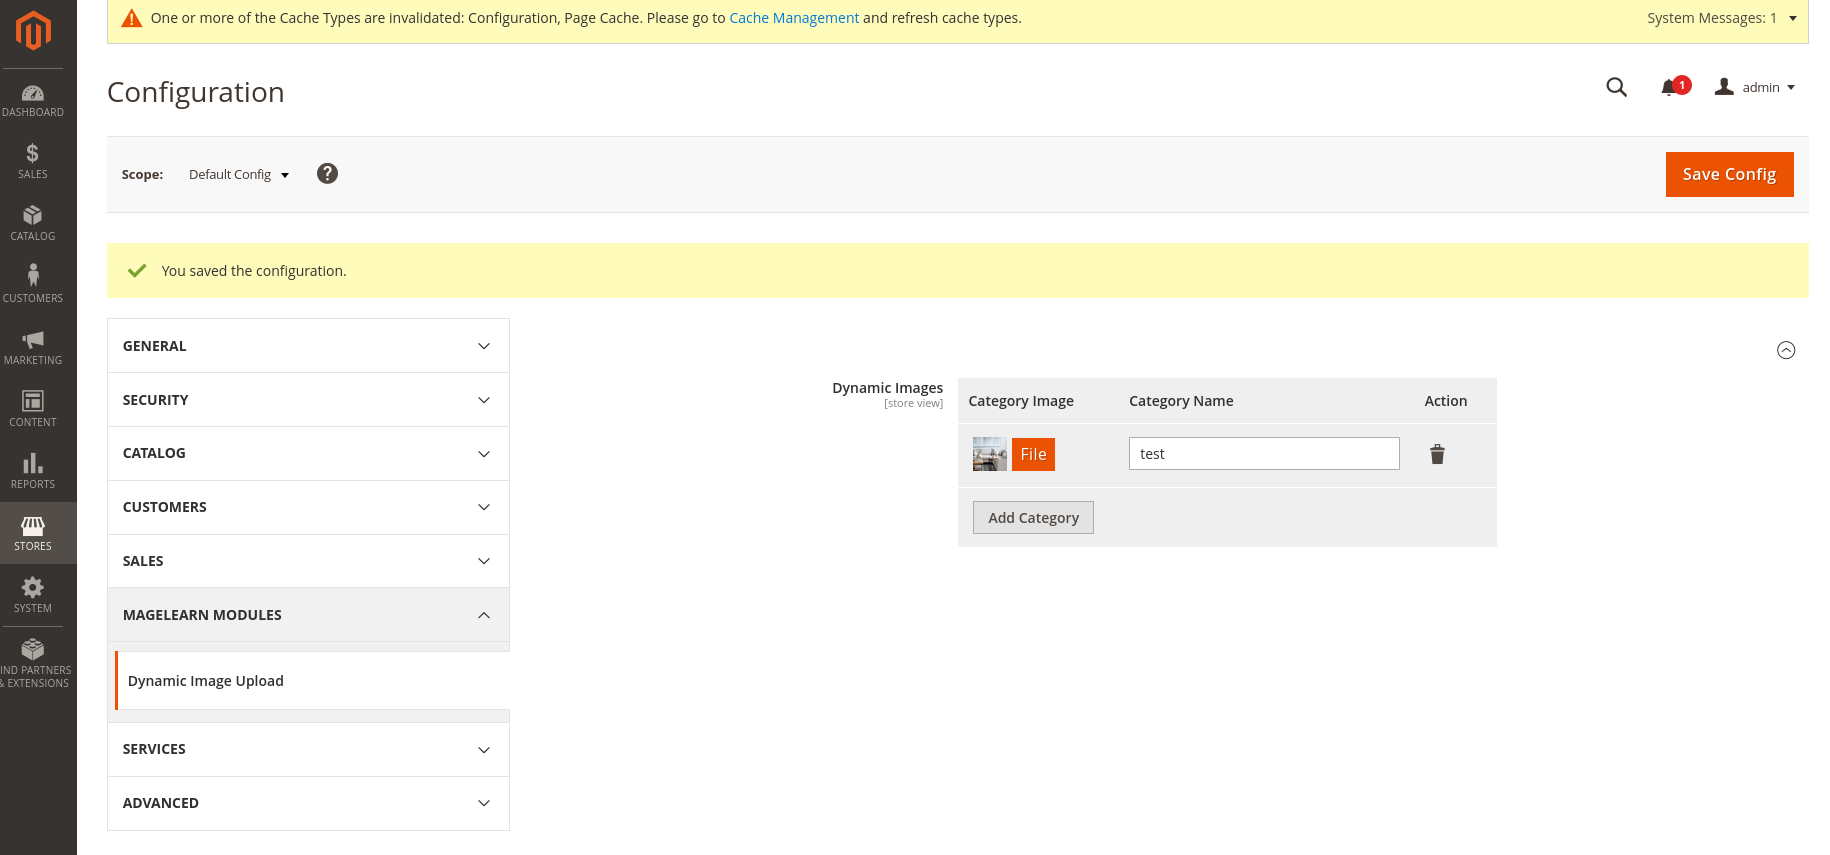 One or more of the Cache Types are invalidated: Configuration, Page Cache. Please go to Cache Management and refresh cache types.
System Messages: 1
DASHBOARD
SALES
CATALOG
CUSTOMERS
MARKETING
CONTENT
REPORTS
STORES
SYSTEM
IND PARTNERS
& EXTENSIONS
Configuration
1
admin
Scope:
Default Config
?
Save Config
You saved the configuration.
GENERAL
SECURITY
CATALOG
CUSTOMERS
SALES
MAGELEARN MODULES
Dynamic Image Upload
SERVICES
ADVANCED
Dynamic Images
[store view]
Category Image
Category Name
Action
File
test
Add Category